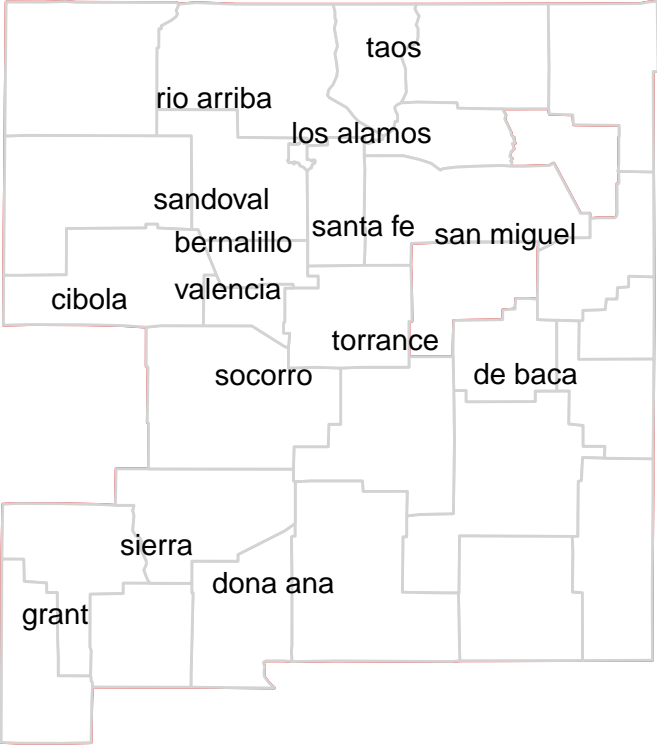 taos
rio arriba
los alamos
sandoval
santa fe
san miguel
bernalillo
valencia
cibola
torrance
socorro
de baca
sierra
dona ana
grant